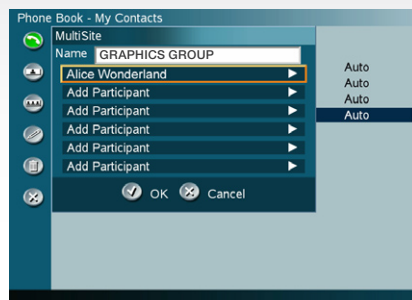 Phone Book - My Contacts
MultiSite
Name GRAPHICS GROUP
Alice Wonderland
Add Participant
Add Participant
Add Participant
Add Participant
Add Participant
OK Cancel
Auto
Auto
Auto
Auto